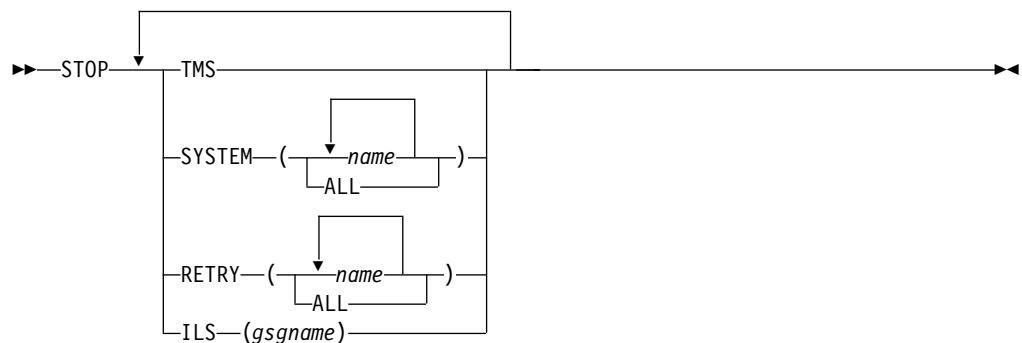 STOP TMS
SYSTEM ( name )
ALL
RETRY ( name )
ALL
ILS (gsgname)